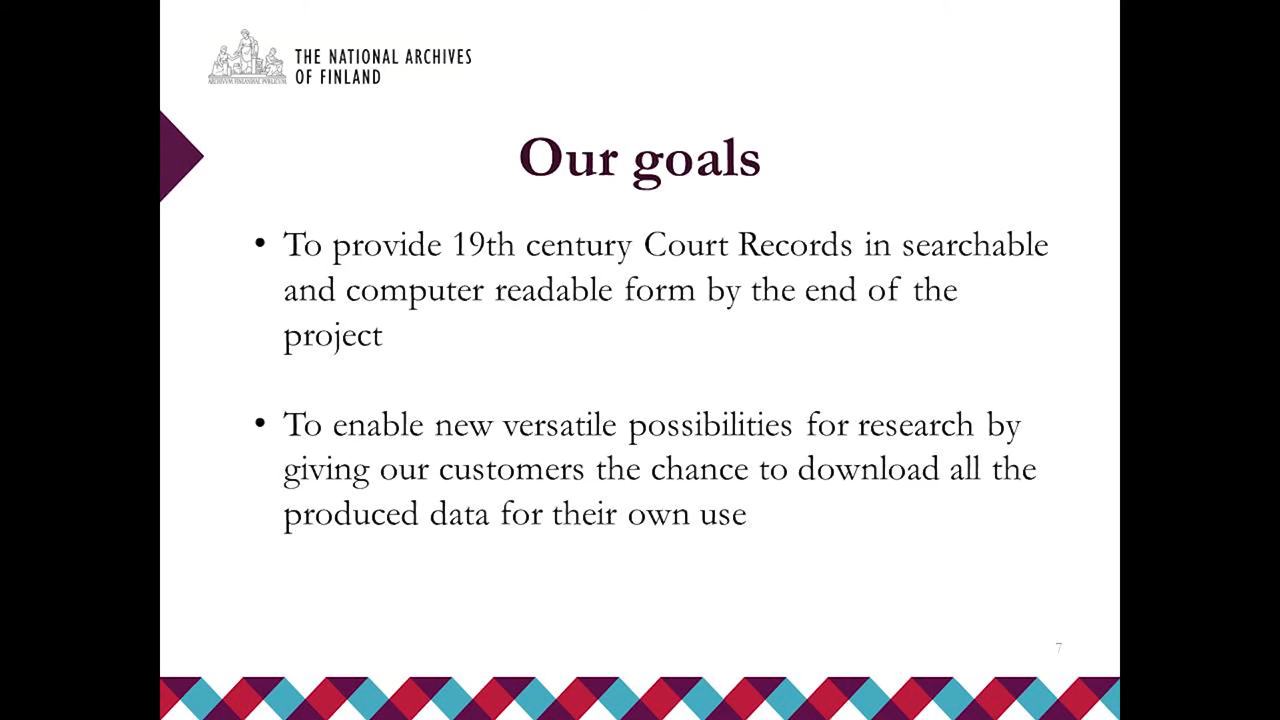 THE NATIONAL ARCHIVES
OF FINLAND
Our goals
• To provide 19th century Court Records in searchable
and computer readable form by the end of the
project
• To enable new versatile possibilities for research by
giving our customers the chance to download all the
produced data for their own use
7